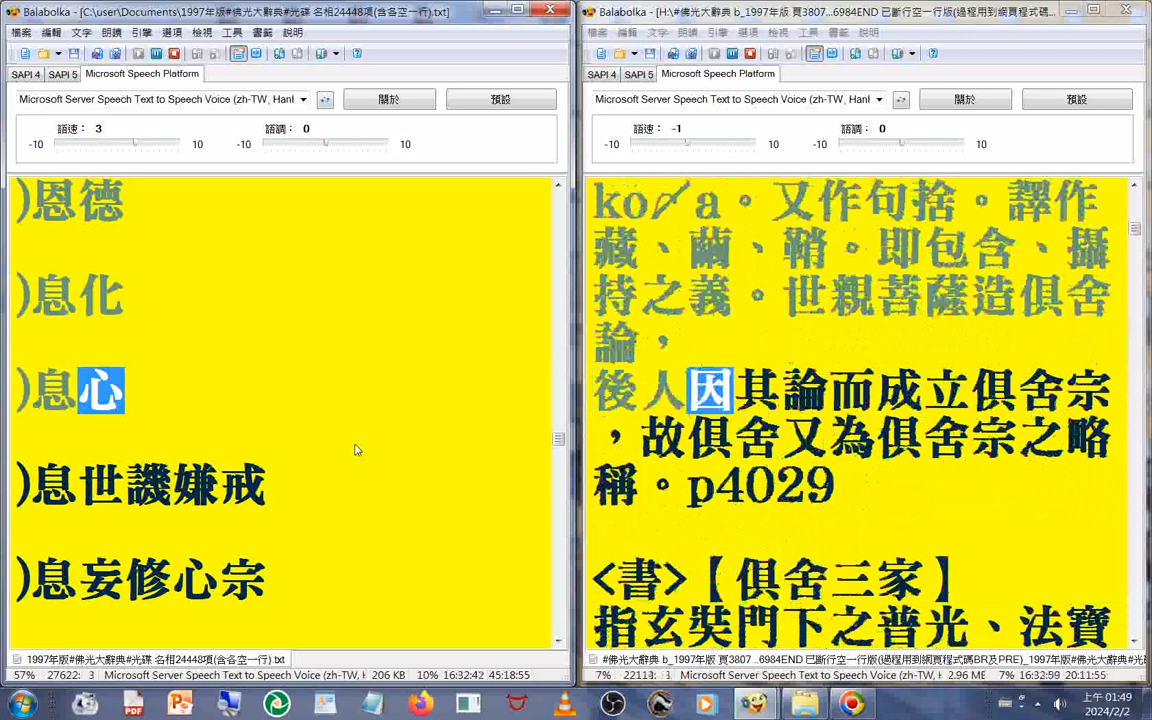 Balabolka - [C:\user\Documents\1997年版#佛光大辭典#光碟 名相24448項(含各空一行).txt]
檔案 編輯 文字 朗讀 引擎 選項 檢視 工具 書籤 說明
SAPI 4 SAPI 5 Microsoft Speech Platform
Microsoft Server Speech Text to Speech Voice (zh-TW, Hanl
關於 預設
語速： 3 語調： 0
-10 10 -10 10
)恩德
)息化
)息心
)息世譏嫌戒
)息妄修心宗
1997年版#佛光大辭典#光碟 名相24448項(含各空一行).txt
57% 27622: 3 Microsoft Server Speech Text to Speech Voice (zh-TW, H 206 KB 10% 16:32:42 45:18:55
Balabolka - [H:\#佛光大辭典 b_1997年版 頁3807...6984END 已斷行空一行版(過程用到網頁程式碼...
檔案 編輯 文字 朗讀 引擎 選項 檢視 工具 書籤 說明
SAPI 4 SAPI 5 Microsoft Speech Platform
Microsoft Server Speech Text to Speech Voice (zh-TW, Hanl
關於 預設
語速： -1 語調： 0
-10 10 -10 10
ko/a。又作句捨。譯作
藏、繭、鞘。即包含、攝
持之義。世親菩薩造俱舍
論，
後人因其論而成立俱舍宗
，故俱舍又為俱舍宗之略
稱。p4029
<書>【俱舍三家】
指玄奘門下之普光、法寶
#佛光大辭典 b_1997年版 頁3807...6984END 已斷行空一行版(過程用到網頁程式碼BR及PRE)_1997年版#光
7% 22113: 3 Microsoft Server Speech Text to Speech Voice (zh-TW, H 2.96 ME 7% 16:32:59 20:11:55
上午 01:49
2024/2/2